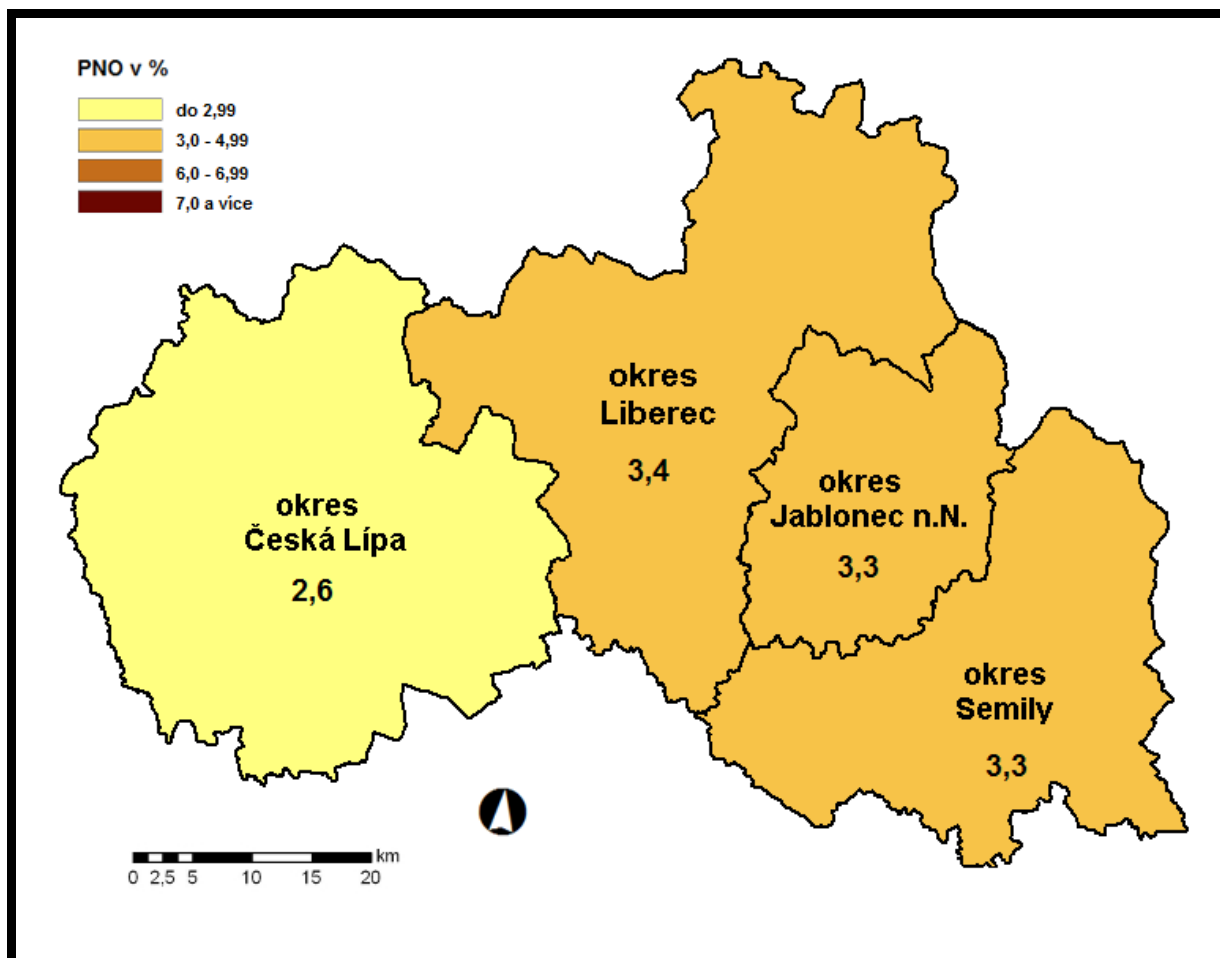 PNO v %
do 2,99
3,0 - 4,99
6,0 - 6,99
7,0 a více
okres
Liberec
3,4
okres
Jablonec n.N.
3,3
okres
Česká Lípa
2,6
okres
Semily
3,3
km
0 2,5 5 10 15 20